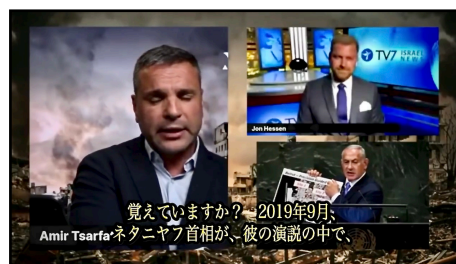 TV7 ISRAEL
NEWS
Jon Hessen
Amir Tsarfa
覚えていますか？ 2019年9月、
ネタニヤフ首相が、彼の演説の中で、